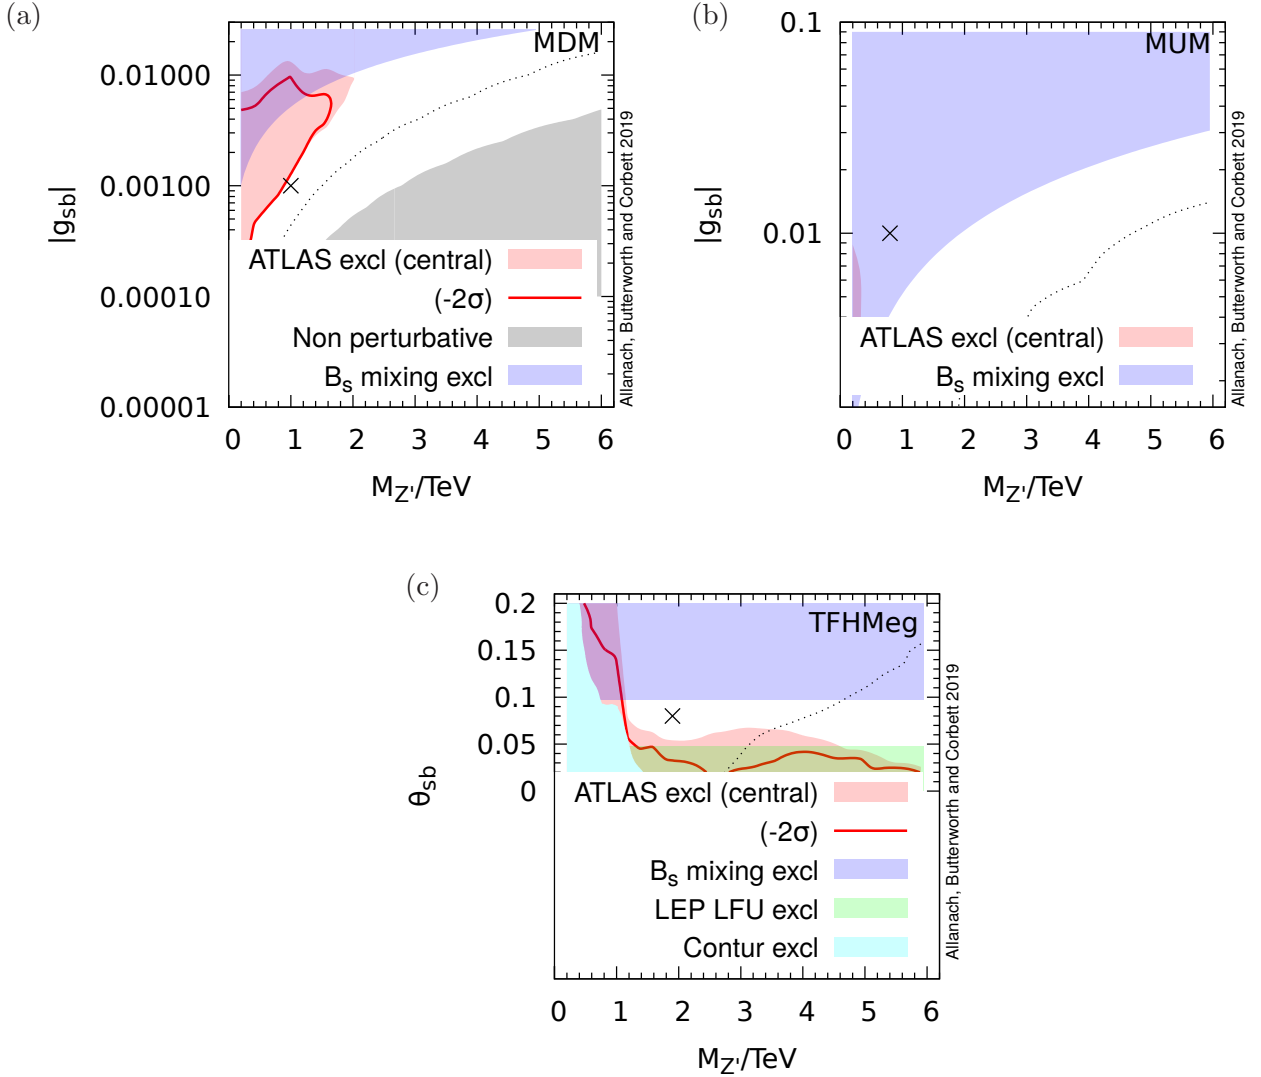 (a)
MDM
0.01000
0.00100
0.00010
0.00001
|gsb|
ATLAS excl (central)
(-2σ)
Non perturbative
Bs mixing excl
0 1 2 3 4 5 6
MZ'/TeV
Allanach, Butterworth and Corbett 2019
(b)
MUM
0.1
0.01
|gsb|
ATLAS excl (central)
Bs mixing excl
0 1 2 3 4 5 6
MZ'/TeV
Allanach, Butterworth and Corbett 2019
(c)
TFHMeg
0.2
0.15
0.1
0.05
0
θsb
ATLAS excl (central)
(-2σ)
Bs mixing excl
LEP LFU excl
Contur excl
0 1 2 3 4 5 6
MZ'/TeV
Allanach, Butterworth and Corbett 2019